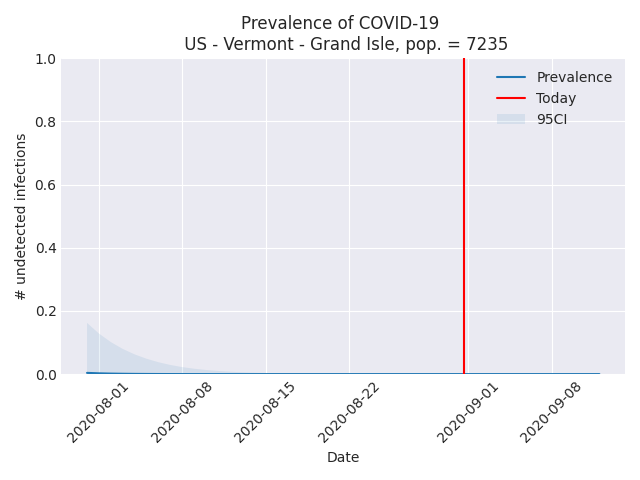 Prevalence of COVID-19
US - Vermont - Grand Isle, pop. = 7235
Prevalence
Today
95CI
# undetected infections
1.0
0.8
0.6
0.4
0.2
0.0
2020-08-01
2020-08-08
2020-08-15
2020-08-22
2020-09-01
2020-09-08
Date